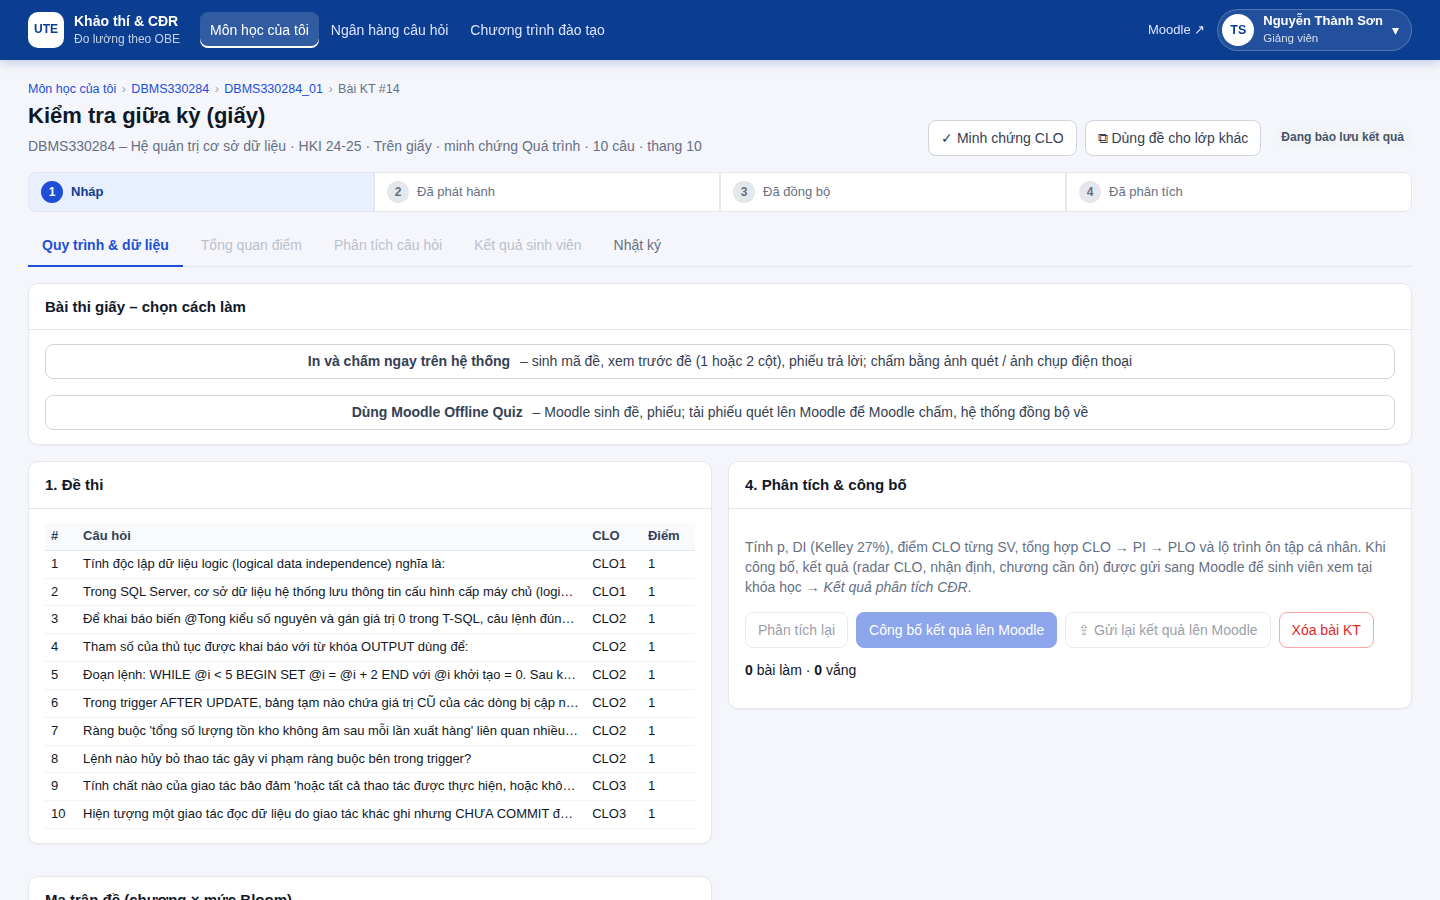 UTE
Khảo thí & CĐR
Đo lường theo OBE
Môn học của tôi
Ngân hàng câu hỏi
Chương trình đào tạo
Moodle ↗
TS
Nguyễn Thành Sơn
Giảng viên
▾
Môn học của tôi › DBMS330284 › DBMS330284_01 › Bài KT #14
Kiểm tra giữa kỳ (giấy)
DBMS330284 – Hệ quản trị cơ sở dữ liệu · HKI 24-25 · Trên giấy · minh chứng Quá trình · 10 câu · thang 10
✓ Minh chứng CLO
⧉ Dùng đề cho lớp khác
Đang bảo lưu kết quả
1 Nháp
2 Đã phát hành
3 Đã đồng bộ
4 Đã phân tích
Quy trình & dữ liệu
Tổng quan điểm
Phân tích câu hỏi
Kết quả sinh viên
Nhật ký
Bài thi giấy – chọn cách làm
In và chấm ngay trên hệ thống – sinh mã đề, xem trước đề (1 hoặc 2 cột), phiếu trả lời; chấm bằng ảnh quét / ảnh chụp điện thoại
Dùng Moodle Offline Quiz – Moodle sinh đề, phiếu; tải phiếu quét lên Moodle để Moodle chấm, hệ thống đồng bộ về
1. Đề thi
# Câu hỏi CLO Điểm
1 Tính độc lập dữ liệu logic (logical data independence) nghĩa là: CLO1 1
2 Trong SQL Server, cơ sở dữ liệu hệ thống lưu thông tin cấu hình cấp máy chủ (logi… CLO1 1
3 Để khai báo biến @Tong kiểu số nguyên và gán giá trị 0 trong T-SQL, câu lệnh đún… CLO2 1
4 Tham số của thủ tục được khai báo với từ khóa OUTPUT dùng để: CLO2 1
5 Đoạn lệnh: WHILE @i < 5 BEGIN SET @i = @i + 2 END với @i khởi tạo = 0. Sau k… CLO2 1
6 Trong trigger AFTER UPDATE, bảng tạm nào chứa giá trị CŨ của các dòng bị cập n… CLO2 1
7 Ràng buộc 'tổng số lượng tồn kho không âm sau mỗi lần xuất hàng' liên quan nhiều… CLO2 1
8 Lệnh nào hủy bỏ thao tác gây vi phạm ràng buộc bên trong trigger? CLO2 1
9 Tính chất nào của giao tác bảo đảm 'hoặc tất cả thao tác được thực hiện, hoặc khô… CLO3 1
10 Hiện tượng một giao tác đọc dữ liệu do giao tác khác ghi nhưng CHƯA COMMIT đ… CLO3 1
4. Phân tích & công bố
Tính p, DI (Kelley 27%), điểm CLO từng SV, tổng hợp CLO → PI → PLO và lộ trình ôn tập cá nhân. Khi
công bố, kết quả (radar CLO, nhận định, chương cần ôn) được gửi sang Moodle để sinh viên xem tại
khóa học → Kết quả phân tích CĐR.
Phân tích lại
Công bố kết quả lên Moodle
⇪ Gửi lại kết quả lên Moodle
Xóa bài KT
0 bài làm · 0 vắng
Ma trận đề (chương × mức Bloom)